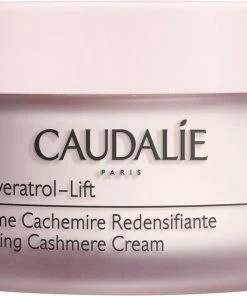 CAUDALIE
PARIS
veratrol-Lift
me Cachemire Redensifiante
ing Cashmere Cream